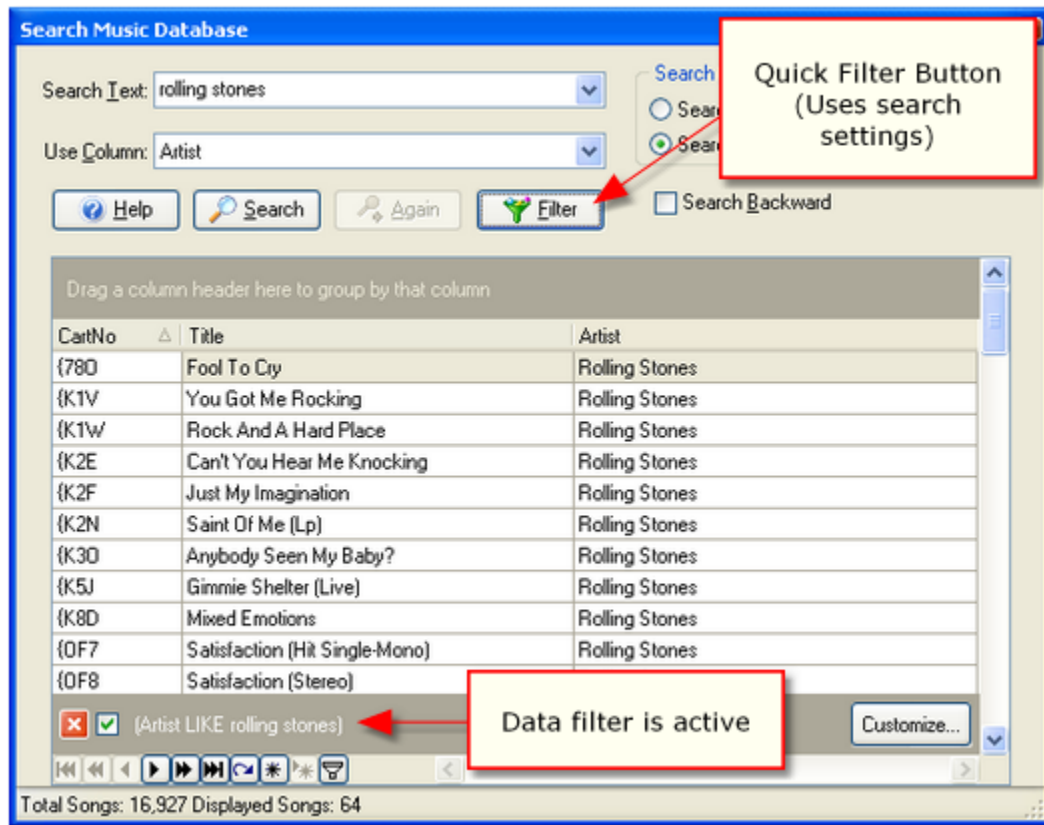 Search Music Database
Search Text: rolling stones
Search
Quick Filter Button
(Uses search
settings)
Use Column: Artist
Help Search Again Filter Search Backward
Drag a column header here to group by that column
CartNo Title Artist
{780 Fool To Cry Rolling Stones
{K1V You Got Me Rocking Rolling Stones
{K1W Rock And A Hard Place Rolling Stones
{K2E Can't You Hear Me Knocking Rolling Stones
{K2F Just My Imagination Rolling Stones
{K2N Saint Of Me (Lp) Rolling Stones
{K30 Anybody Seen My Baby? Rolling Stones
{K5J Gimmie Shelter (Live) Rolling Stones
{K8D Mixed Emotions Rolling Stones
{OF7 Satisfaction (Hit Single-Mono) Rolling Stones
{OF8 Satisfaction (Stereo)
(Artist LIKE rolling stones) Data filter is active Customize...
Total Songs: 16,927 Displayed Songs: 64